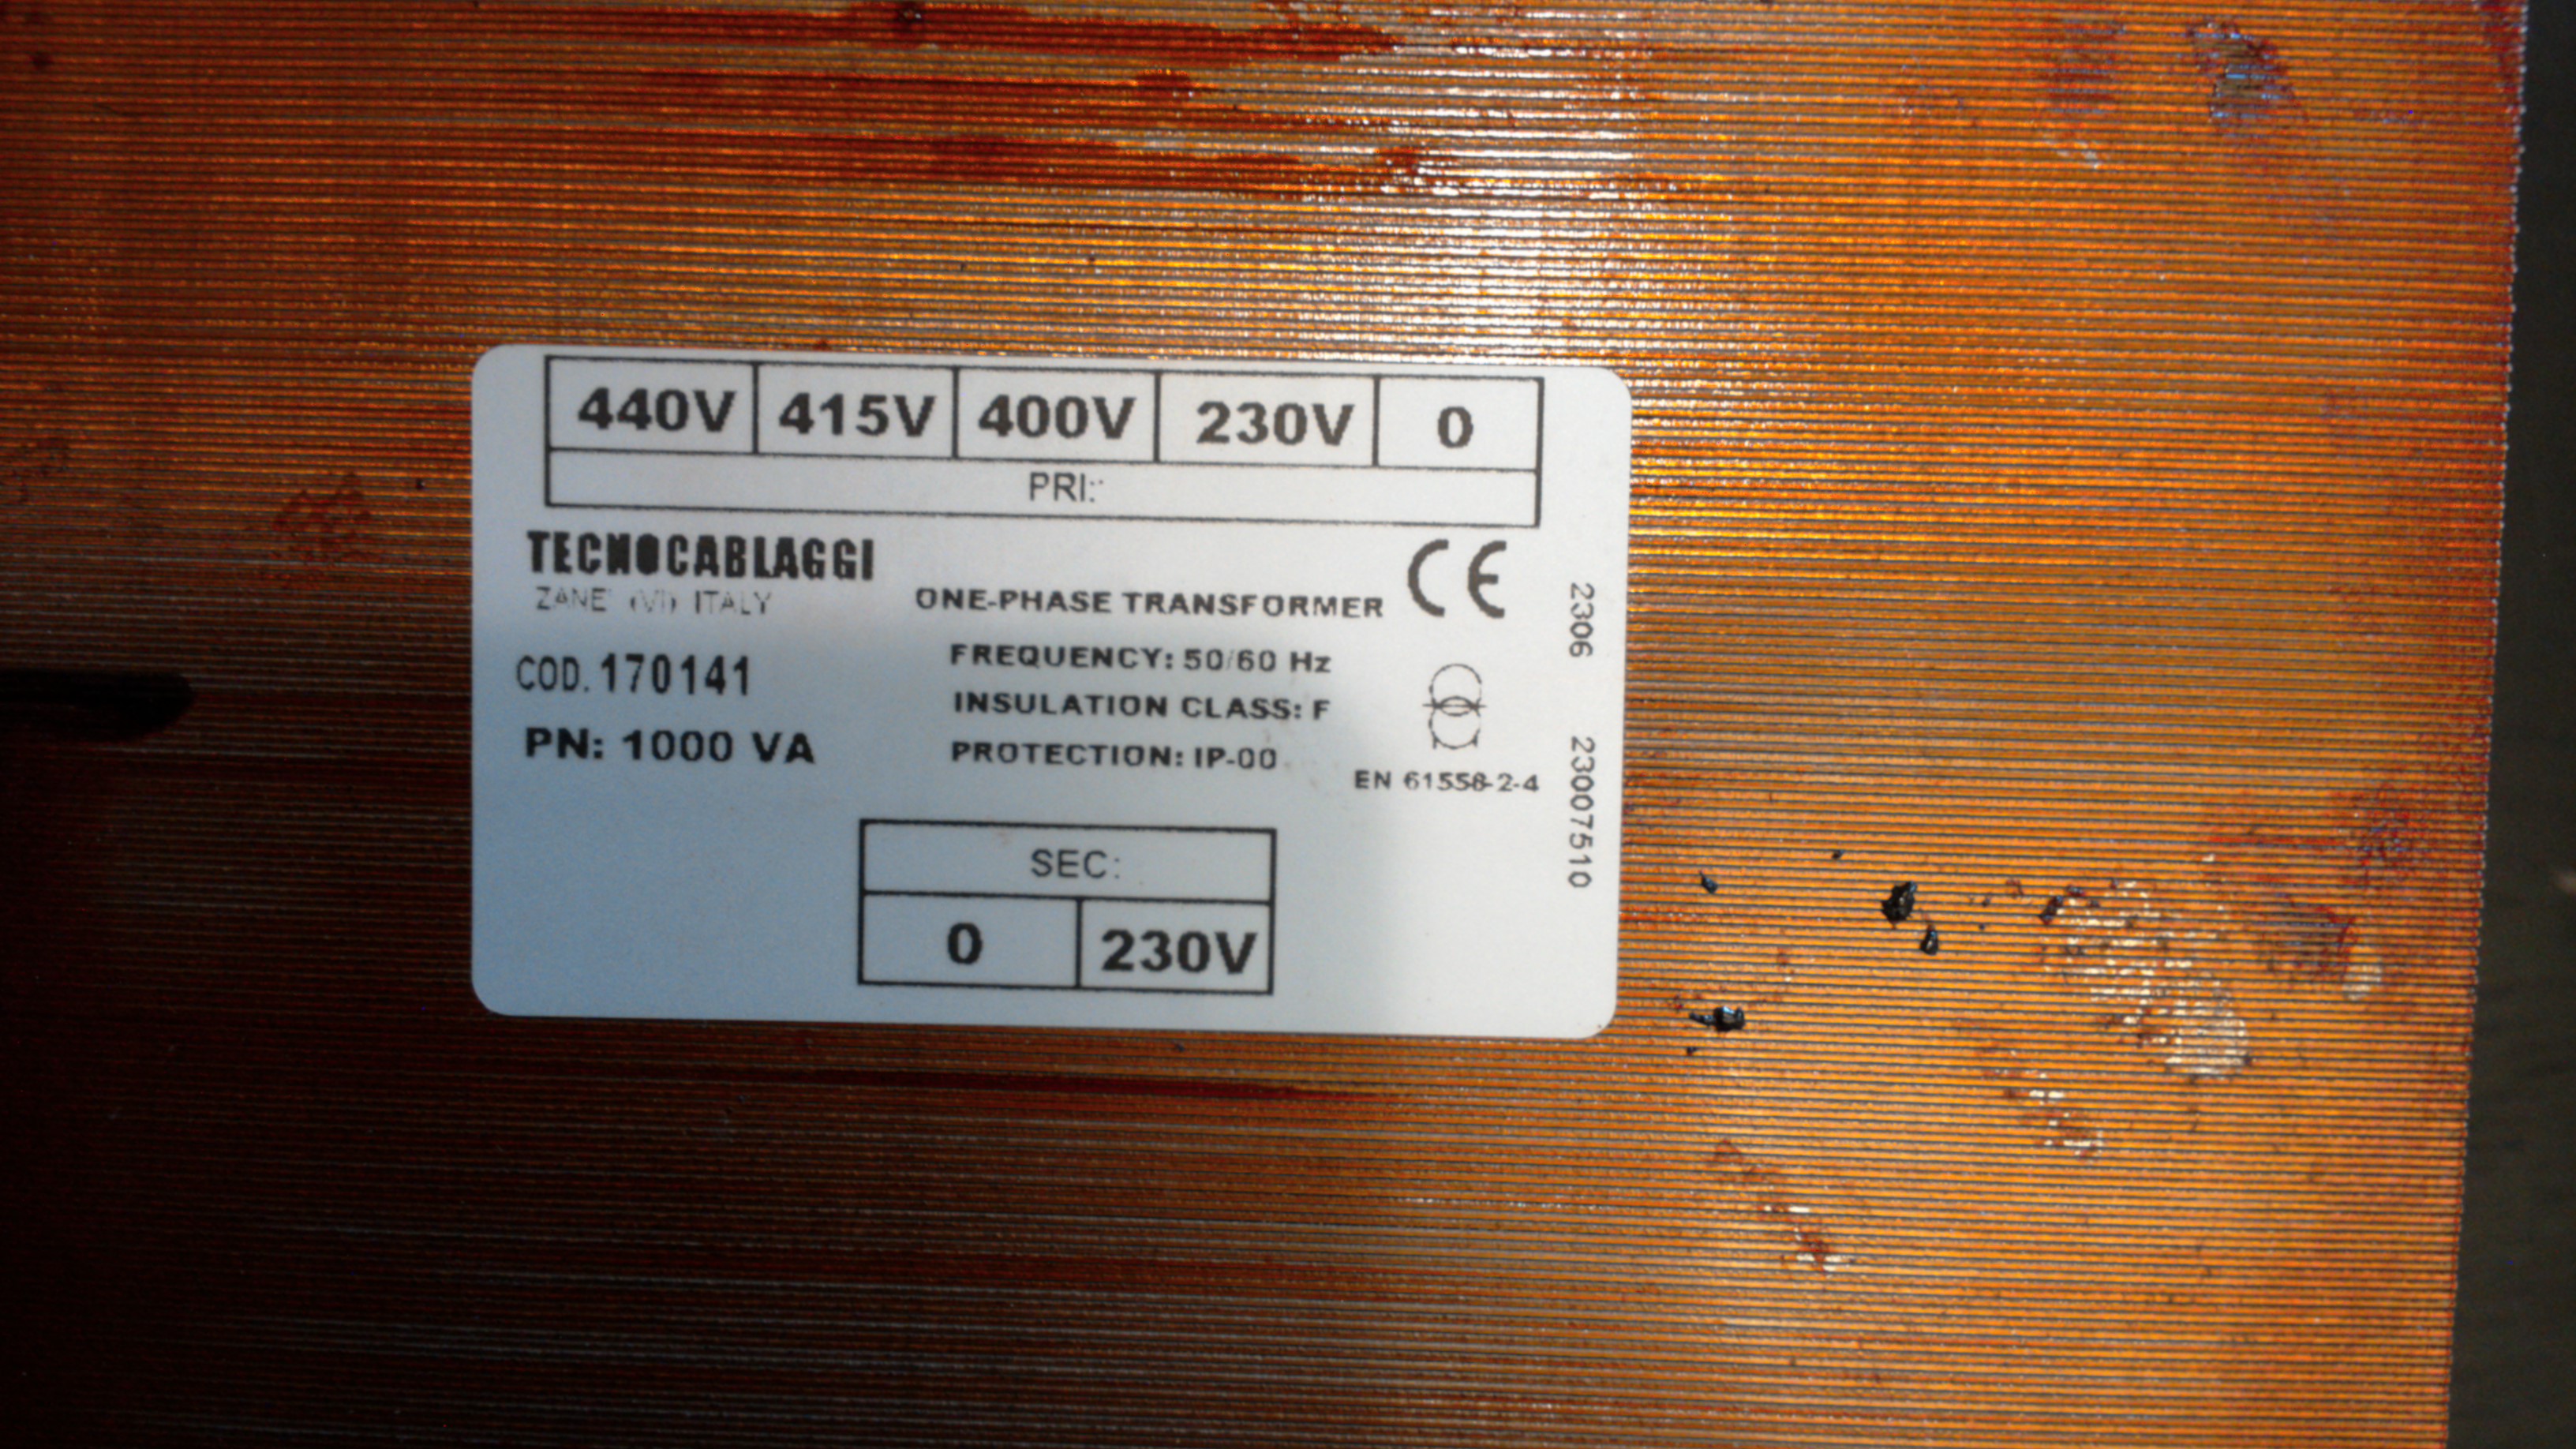 440V 415V 400V 230V 0
PRI:
TECNOCABLAGGI
ZANE' (VI) ITALY
ONE-PHASE TRANSFORMER
CE
COD. 170141
PN: 1000 VA
FREQUENCY: 50/60 Hz
INSULATION CLASS: F
PROTECTION: IP-00
EN 61558-2-4
2306 23007510
SEC:
0 230V